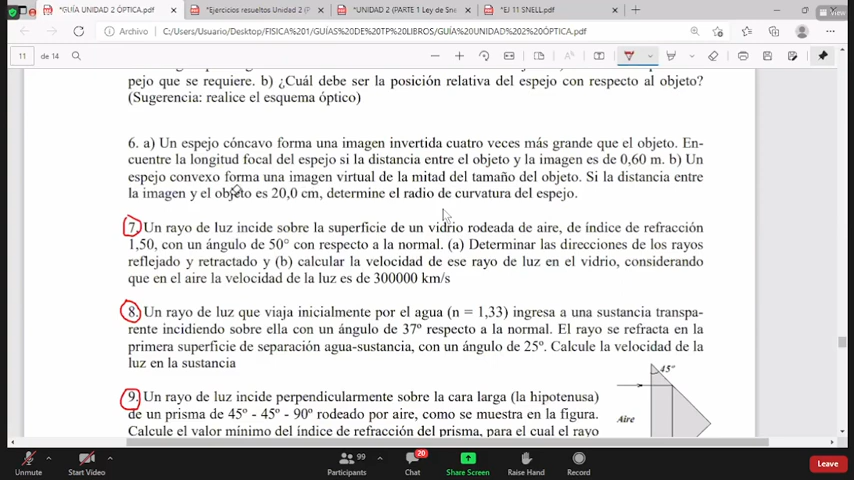 *GUÍA UNIDAD 2 ÓPTICA.pdf
*Ejercicios resueltos Unidad 2 (
*UNIDAD 2 (PARTE 1 Ley de Sne
*EJ 11 SNELL.pdf
View
Archivo
C:/Users/Usuario/Desktop/FISICA%201/GUÍAS%20DE%20TP%20LIBROS/GUÍA%20UNIDAD%202%20ÓPTICA.pdf
11
de 14
pejo que se requiere. b) ¿Cuál debe ser la posición relativa del espejo con respecto al objeto?
(Sugerencia: realice el esquema óptico)
6. a) Un espejo cóncavo forma una imagen invertida cuatro veces más grande que el objeto. En-
cuentre la longitud focal del espejo si la distancia entre el objeto y la imagen es de 0,60 m. b) Un
espejo convexo forma una imagen virtual de la mitad del tamaño del objeto. Si la distancia entre
la imagen y el objeto es 20,0 cm, determine el radio de curvatura del espejo.
7. Un rayo de luz incide sobre la superficie de un vidrio rodeada de aire, de índice de refracción
1,50, con un ángulo de 50° con respecto a la normal. (a) Determinar las direcciones de los rayos
reflejado y retractado y (b) calcular la velocidad de ese rayo de luz en el vidrio, considerando
que en el aire la velocidad de la luz es de 300000 km/s
8. Un rayo de luz que viaja inicialmente por el agua (n = 1,33) ingresa a una sustancia transpa-
rente incidiendo sobre ella con un ángulo de 37º respecto a la normal. El rayo se refracta en la
primera superficie de separación agua-sustancia, con un ángulo de 25º. Calcule la velocidad de la
luz en la sustancia
9. Un rayo de luz incide perpendicularmente sobre la cara larga (la hipotenusa)
de un prisma de 45º - 45º - 90º rodeado por aire, como se muestra en la figura.
Calcule el valor mínimo del índice de refracción del prisma, para el cual el rayo
45º
Aire
Unmute
Start Video
99
Participants
20
Chat
Share Screen
Raise Hand
Record
Leave